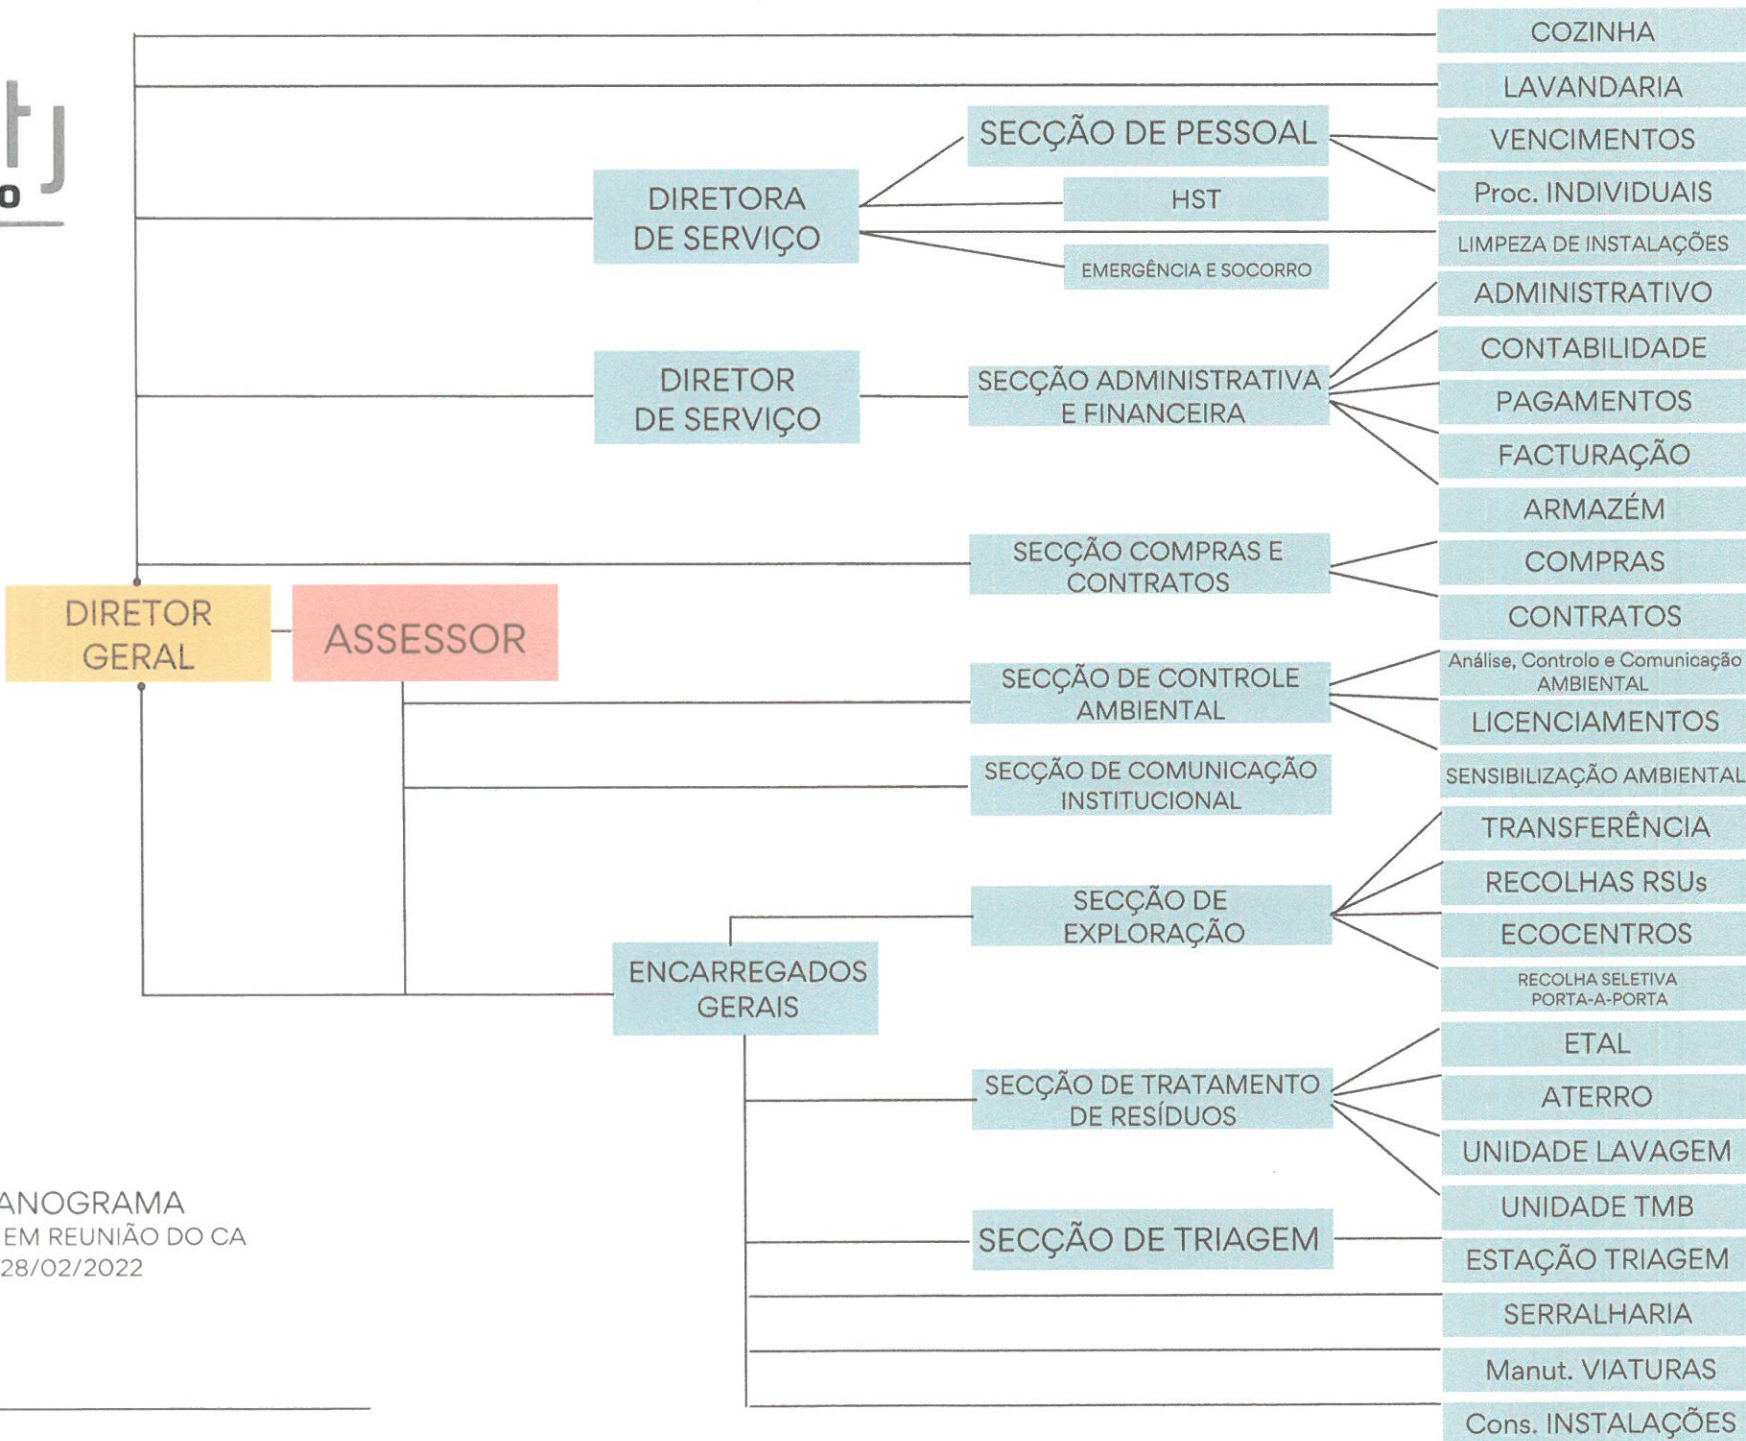 COZINHA
LAVANDARIA
tj
o
SECÇÃO DE PESSOAL
VENCIMENTOS
Proc. INDIVIDUAIS
DIRETORA
DE SERVIÇO
HST
LIMPEZA DE INSTALAÇÕES
EMERGÊNCIA E SOCORRO
ADMINISTRATIVO
CONTABILIDADE
DIRETOR
DE SERVIÇO
SECÇÃO ADMINISTRATIVA
E FINANCEIRA
PAGAMENTOS
FACTURAÇÃO
ARMAZÉM
SECÇÃO COMPRAS E
CONTRATOS
COMPRAS
CONTRATOS
DIRETOR
GERAL
ASSESSOR
SECÇÃO DE CONTROLE
AMBIENTAL
Análise, Controlo e Comunicação
AMBIENTAL
LICENCIAMENTOS
SENSIBILIZAÇÃO AMBIENTAL
SECÇÃO DE COMUNICAÇÃO
INSTITUCIONAL
TRANSFERÊNCIA
RECOLHAS RSUs
SECÇÃO DE
EXPLORAÇÃO
ECOCENTROS
RECOLHA SELETIVA
PORTA-A-PORTA
ENCARREGADOS
GERAIS
ETAL
SECÇÃO DE TRATAMENTO
DE RESÍDUOS
ATERRO
UNIDADE LAVAGEM
UNIDADE TMB
SECÇÃO DE TRIAGEM
ESTAÇÃO TRIAGEM
SERRALHARIA
Manut. VIATURAS
Cons. INSTALAÇÕES
ANOGRAMA
EM REUNIÃO DO CA
28/02/2022